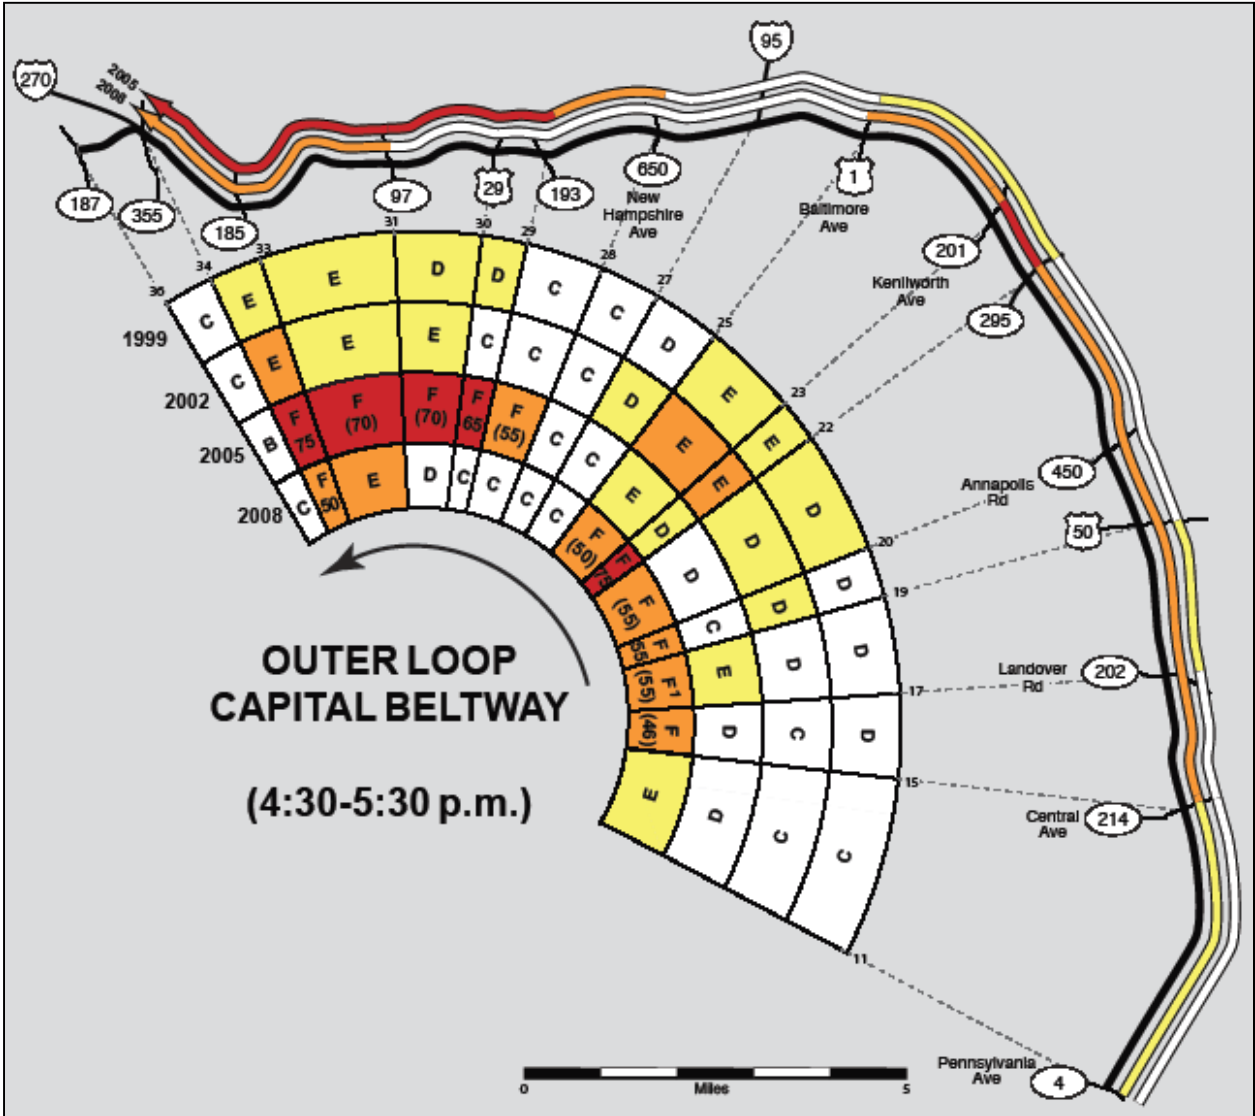 95
270
2005
2008
187
355
185
97
29
193
650
New
Hampshire
Ave
1
Baltimore
Ave
201
Kenilworth
Ave
295
450
Annapolis
Rd
50
202
Landover
Rd
214
Central
Ave
Pennsylvania
Ave
4
36
34
33
31
30
29
28
27
25
23
22
20
19
17
15
11
1999
C E E D D C C D E E D D D D C
2002
C E E E C C C D E E D D D C C
2005
B F 75 F (70) F (70) F 65 F (55) C C E D D C E D D
2008
C F 50 E D C C C C F (50) F 75 F (55) F 55 F1 (55) F (46) E
OUTER LOOP
CAPITAL BELTWAY
(4:30-5:30 p.m.)
0 5
Miles